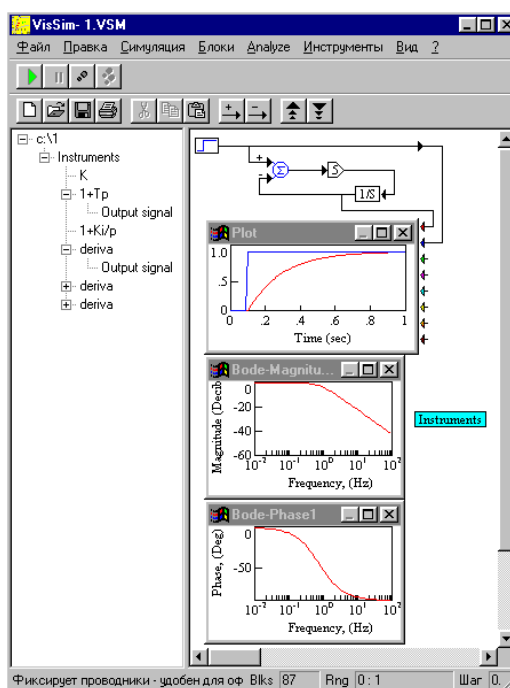 VisSim- 1.VSM
Файл Правка Симуляция Блоки Analyze Инструменты Вид ?
c:\1
Instruments
K
1+Tp
Output signal
1+Ki/p
deriva
Output signal
deriva
deriva
+
-
Σ
5
1/S
Plot
1.0
.5
0
0 .2 .4 .6 .8 1
Time (sec)
Bode-Magnitu...
Magnitude (Decib
0
-20
-40
-60
10⁻² 10⁻¹ 10⁰ 10¹ 10²
Frequency, (Hz)
Instruments
Bode-Phase1
Phase, (Deg)
0
-50
10⁻² 10⁻¹ 10⁰ 10¹ 10²
Frequency, (Hz)
Фиксирует проводники - удобен для оф Blks 87 Rng 0:1 Шаг 0.